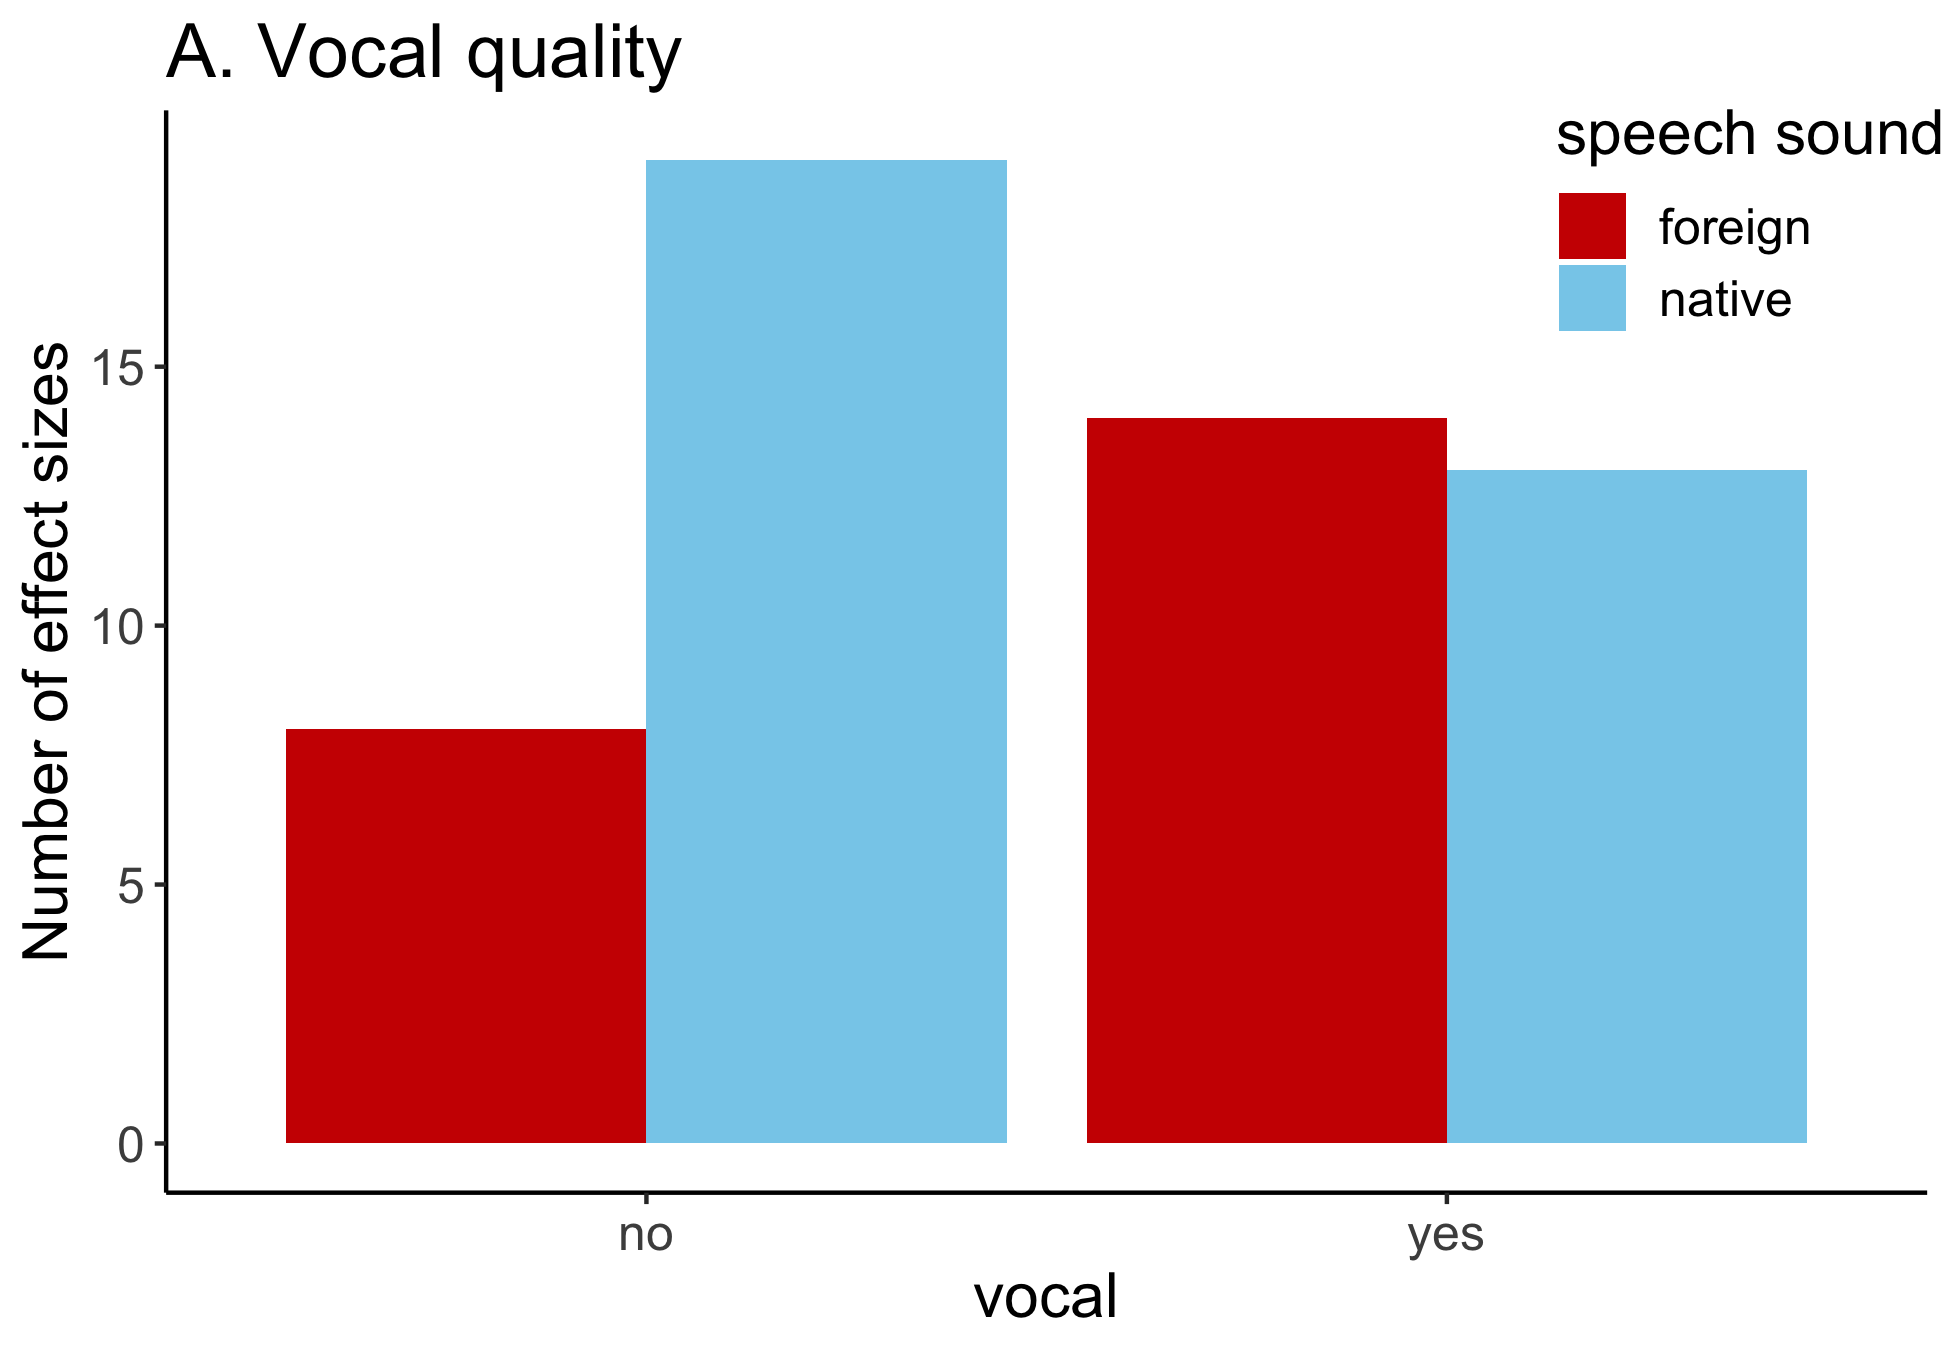 A. Vocal quality
speech sound
foreign
native
Number of effect sizes
15
10
5
0
no
yes
vocal